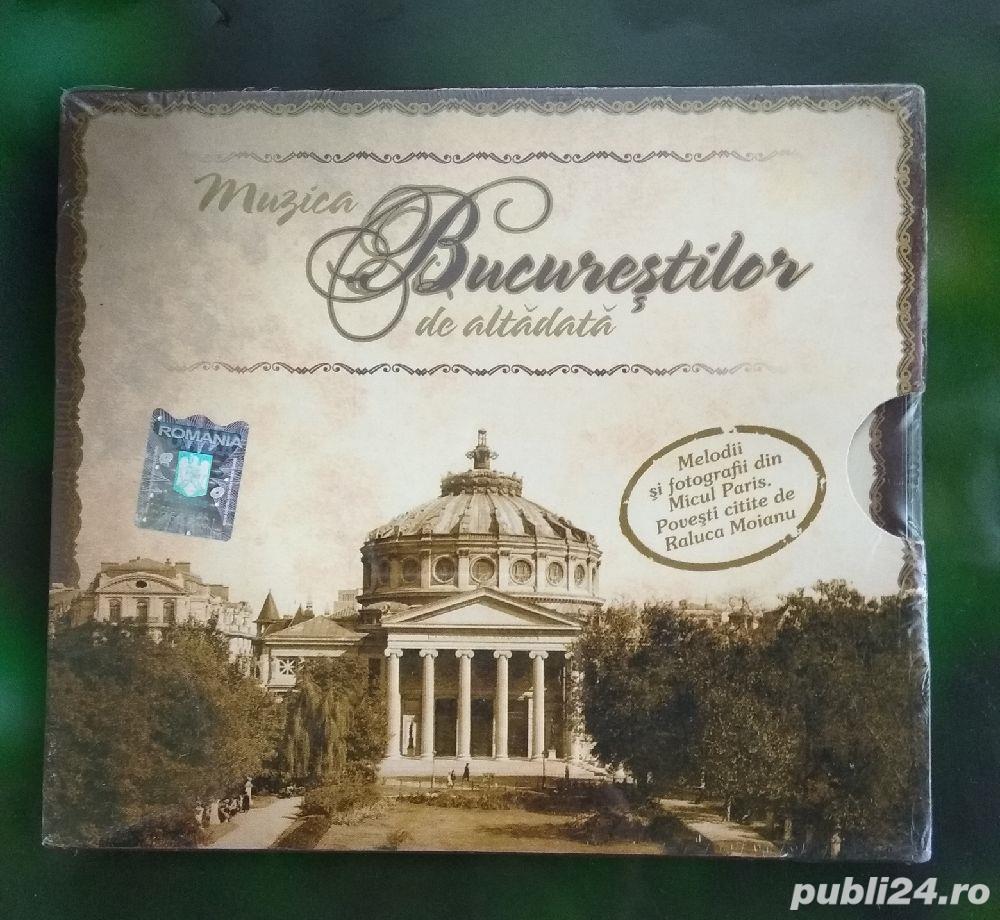 Muzica
Bucureştilor
de altădată
ROMANIA
Melodii
şi fotografii din
Micul Paris.
Poveşti citite de
Raluca Moianu
publi24.ro